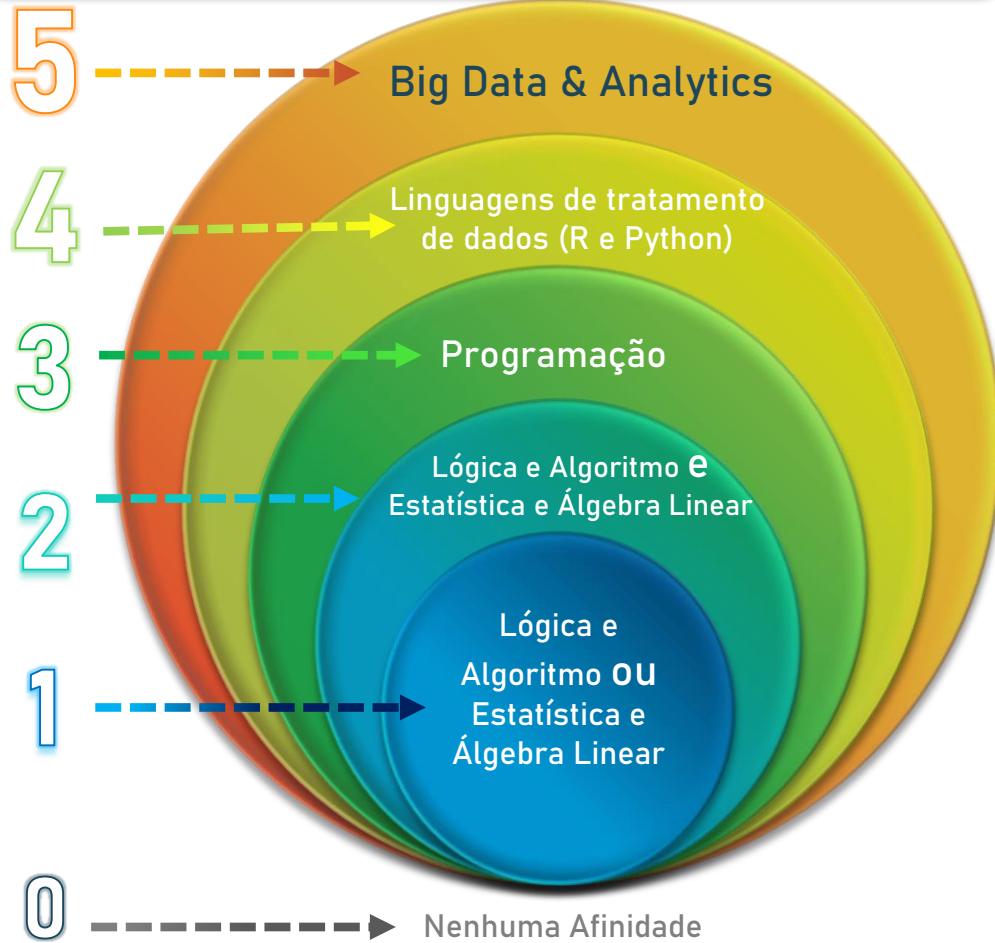 5
Big Data & Analytics
4
Linguagens de tratamento
de dados (R e Python)
3
Programação
2
Lógica e Algoritmo e
Estatística e Álgebra Linear
1
Lógica e
Algoritmo ou
Estatística e
Álgebra Linear
0
Nenhuma Afinidade